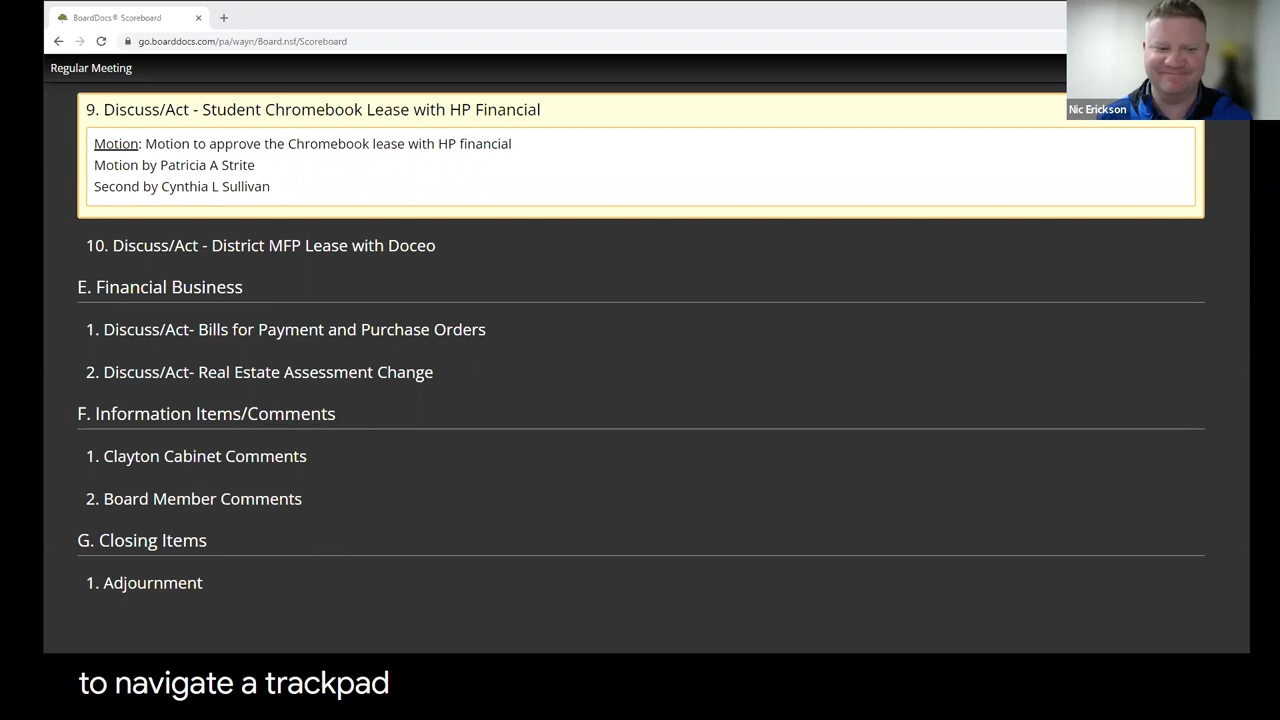 BoardDocs® Scoreboard
go.boarddocs.com/pa/wayn/Board.nsf/Scoreboard
Regular Meeting
Nic Erickson
9. Discuss/Act - Student Chromebook Lease with HP Financial
Motion: Motion to approve the Chromebook lease with HP financial
Motion by Patricia A Strite
Second by Cynthia L Sullivan
10. Discuss/Act - District MFP Lease with Doceo
E. Financial Business
1. Discuss/Act- Bills for Payment and Purchase Orders
2. Discuss/Act- Real Estate Assessment Change
F. Information Items/Comments
1. Clayton Cabinet Comments
2. Board Member Comments
G. Closing Items
1. Adjournment
to navigate a trackpad